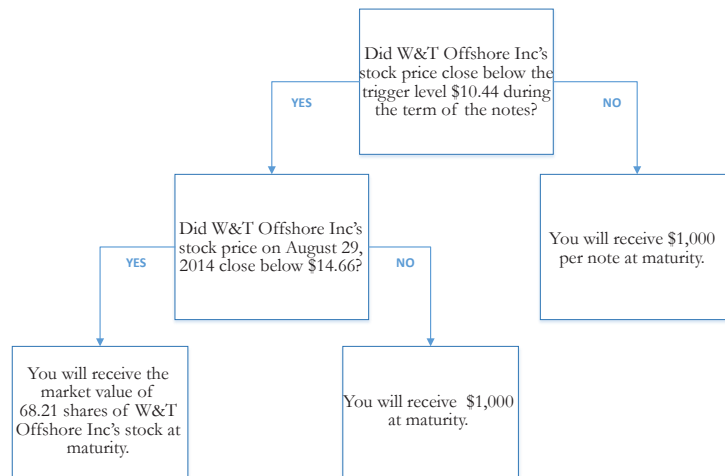 Did W&T Offshore Inc's
stock price close below the
trigger level $10.44 during
the term of the notes?
YES
NO
Did W&T Offshore Inc's
stock price on August 29,
2014 close below $14.66?
You will receive $1,000
per note at maturity.
YES
NO
You will receive the
market value of
68.21 shares of W&T
Offshore Inc's stock at
maturity.
You will receive $1,000
at maturity.